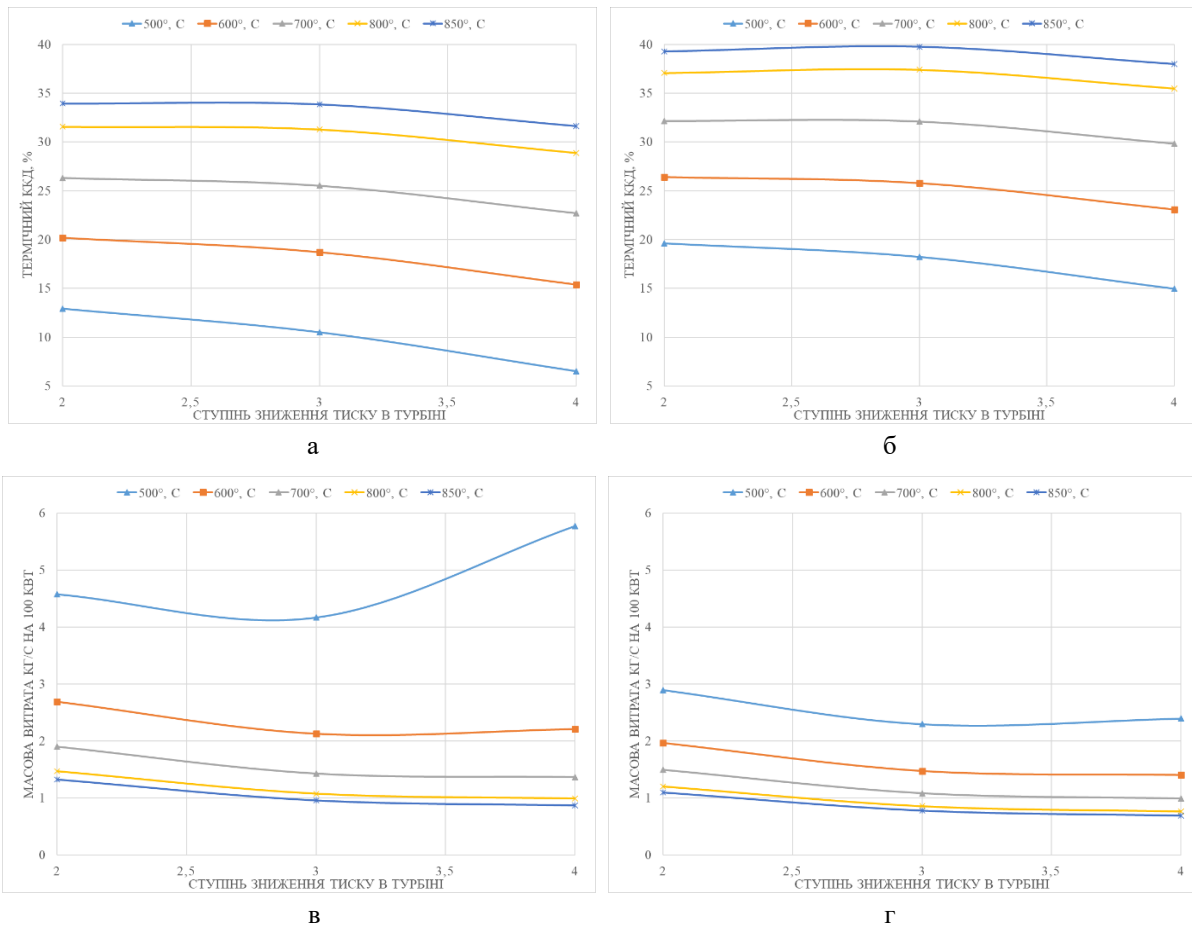 500°, C 600°, C 700°, C 800°, C 850°, C
ТЕРМІЧНИЙ ККД, %
40
35
30
25
20
15
10
5
2 2,5 3 3,5 4
СТУПІНЬ ЗНИЖЕННЯ ТИСКУ В ТУРБІНІ
а
500°, C 600°, C 700°, C 800°, C 850°, C
ТЕРМІЧНИЙ ККД, %
40
35
30
25
20
15
10
5
2 2,5 3 3,5 4
СТУПІНЬ ЗНИЖЕННЯ ТИСКУ В ТУРБІНІ
б
500°, C 600°, C 700°, C 800°, C 850°, C
МАСОВА ВИТРАТА КГ/С НА 100 КВТ
6
5
4
3
2
1
0
2 2,5 3 3,5 4
СТУПІНЬ ЗНИЖЕННЯ ТИСКУ В ТУРБІНІ
в
500°, C 600°, C 700°, C 800°, C 850°, C
МАСОВА ВИТРАТА КГ/С НА 100 КВТ
6
5
4
3
2
1
0
2 2,5 3 3,5 4
СТУПІНЬ ЗНИЖЕННЯ ТИСКУ В ТУРБІНІ
г